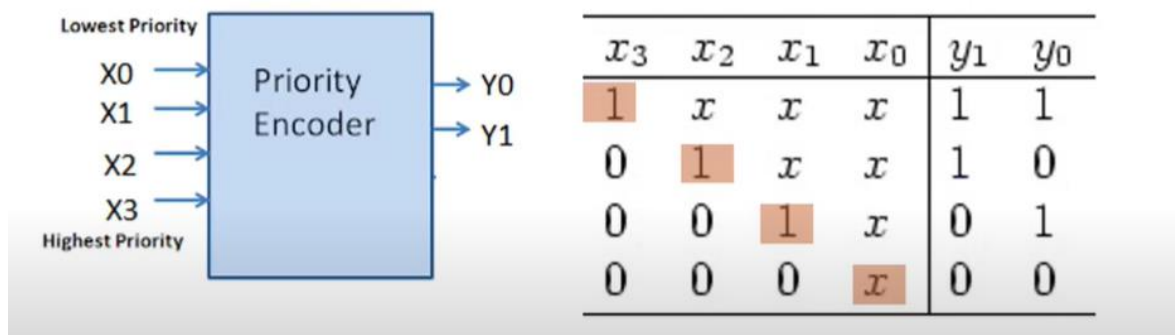 Lowest Priority
X0
X1
X2
X3
Highest Priority
Priority
Encoder
Y0
Y1
x3 x2 x1 x0 y1 y0
1 x x x 1 1
0 1 x x 1 0
0 0 1 x 0 1
0 0 0 x 0 0